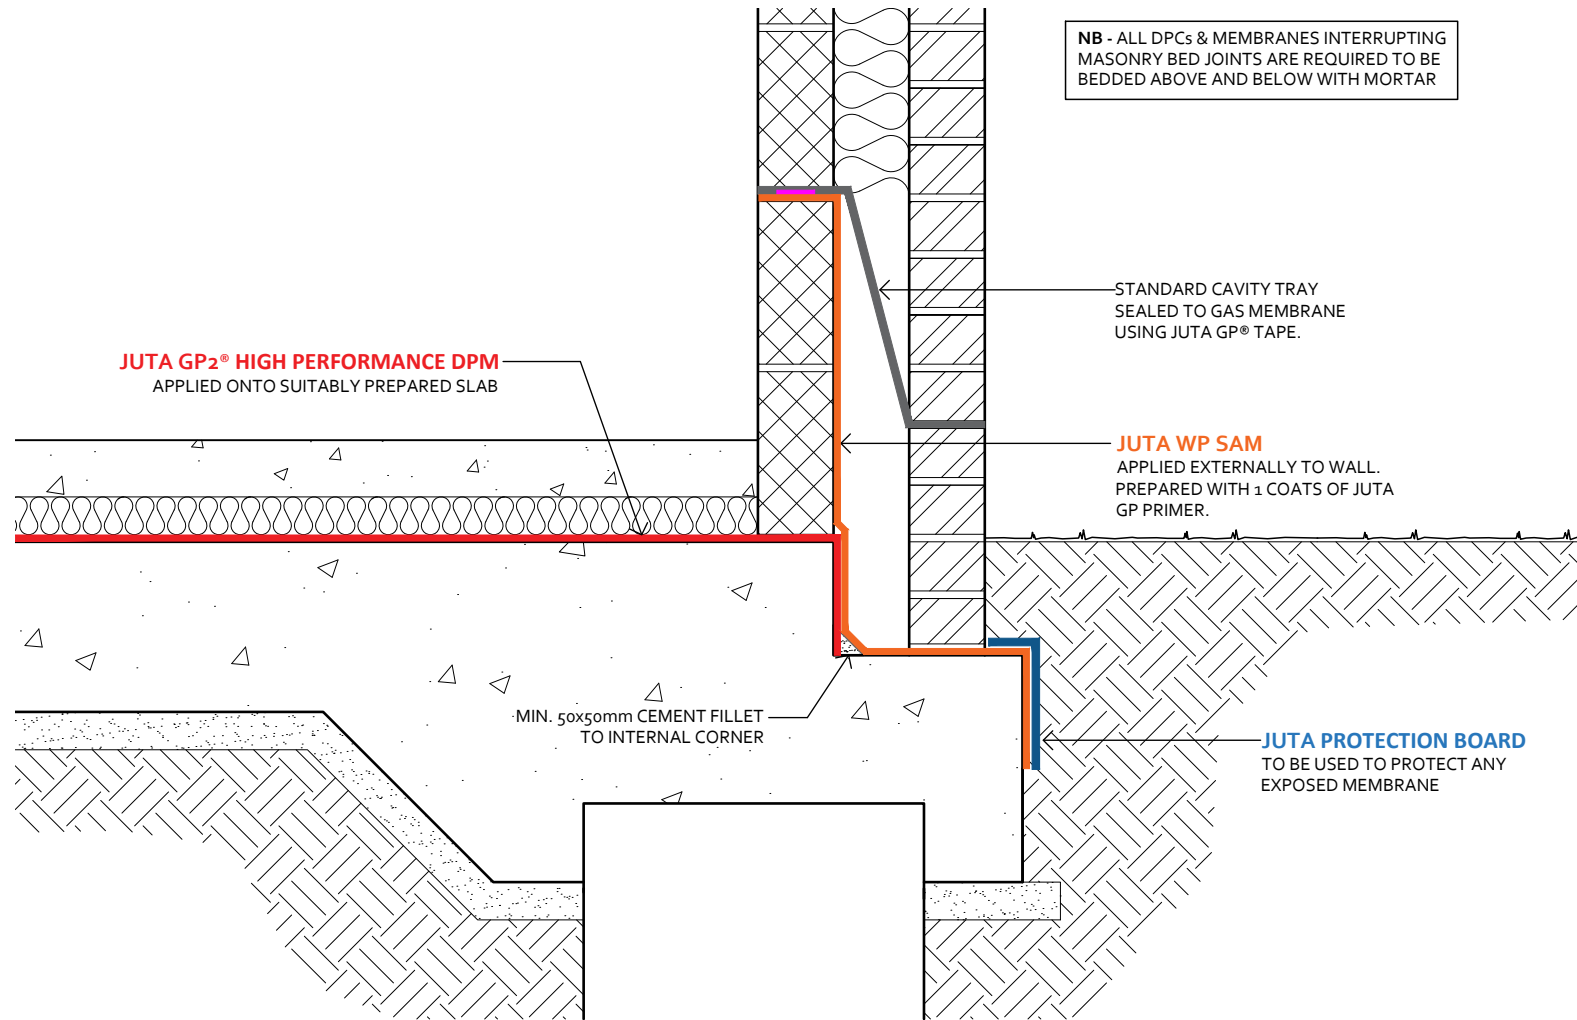 NB - ALL DPCs & MEMBRANES INTERRUPTING
MASONRY BED JOINTS ARE REQUIRED TO BE
BEDDED ABOVE AND BELOW WITH MORTAR
STANDARD CAVITY TRAY
SEALED TO GAS MEMBRANE
USING JUTA GP® TAPE.
JUTA GP2® HIGH PERFORMANCE DPM
APPLIED ONTO SUITABLY PREPARED SLAB
JUTA WP SAM
APPLIED EXTERNALLY TO WALL.
PREPARED WITH 1 COATS OF JUTA
GP PRIMER.
MIN. 50x50mm CEMENT FILLET
TO INTERNAL CORNER
JUTA PROTECTION BOARD
TO BE USED TO PROTECT ANY
EXPOSED MEMBRANE